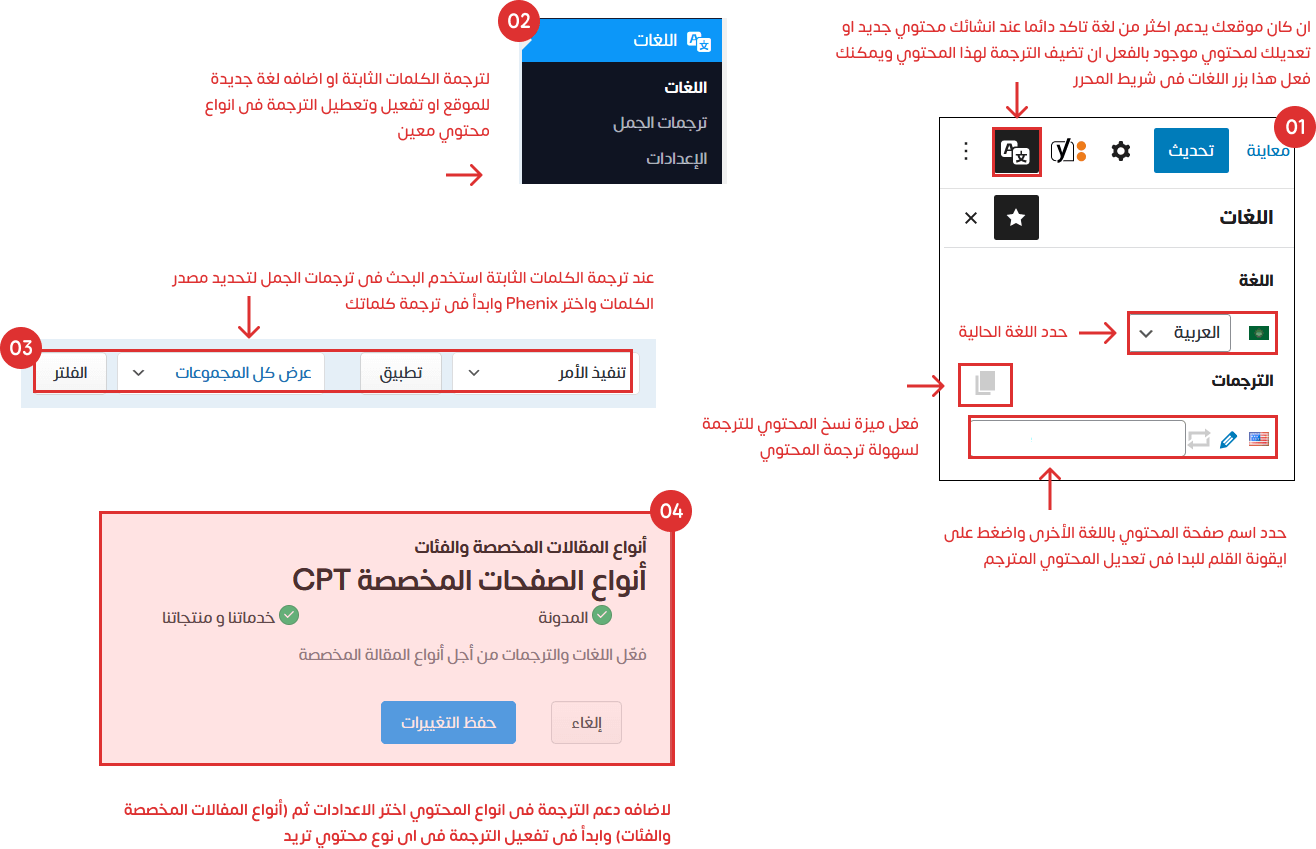 ان كان موقعك يدعم اكثر من لغة تاكد دائما عند انشائك محتوي جديد او
تعديلك لمحتوي موجود بالفعل ان تضيف الترجمة لهذا المحتوي ويمكنك
فعل هذا بزر اللغات فى شريط المحرر
01
معاينة
تحديث
اللغات
اللغة
العربية
حدد اللغة الحالية
الترجمات
فعل ميزة نسخ المحتوي للترجمة
لسهولة ترجمة المحتوي
حدد اسم صفحة المحتوي باللغة الأخرى واضغط على
ايقونة القلم للبدا فى تعديل المحتوي المترجم
02
اللغات
اللغات
ترجمات الجمل
الإعدادات
لترجمة الكلمات الثابتة او اضافه لغة جديدة
للموقع او تفعيل وتعطيل الترجمة فى انواع
محتوي معين
عند ترجمة الكلمات الثابتة استخدم البحث فى ترجمات الجمل لتحديد مصدر
الكلمات واختر Phenix وابدأ فى ترجمة كلماتك
03
تنفيذ الأمر
تطبيق
عرض كل المجموعات
الفلتر
04
أنواع المقالات المخصصة والفئات
أنواع الصفحات المخصصة CPT
المدونة
خدماتنا و منتجاتنا
فعّل اللغات والترجمات من أجل أنواع المقالة المخصصة
إلغاء
حفظ التغييرات
لاضافه دعم الترجمة فى انواع المحتوي اختر الاعدادات ثم (أنواع المقالات المخصصة
والفئات) وابدأ فى تفعيل الترجمة فى اى نوع محتوي تريد